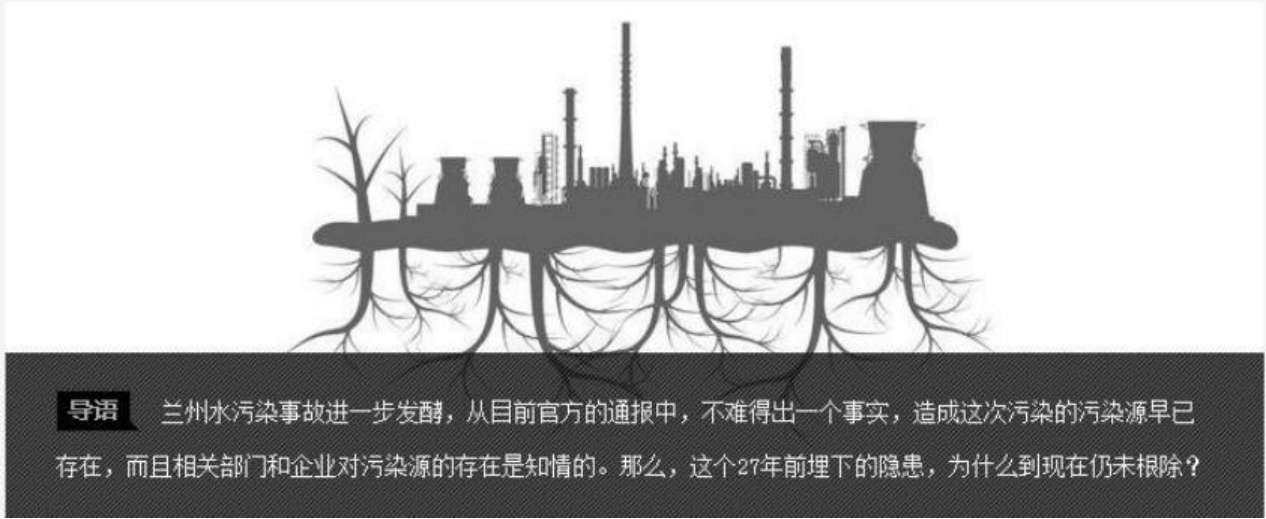 导语 兰州水污染事故进一步发酵，从目前官方的通报中，不难得出一个事实，造成这次污染的污染源早已
存在，而且相关部门和企业对污染源的存在是知情的。那么，这个27年前埋下的隐患，为什么到现在仍未根除？